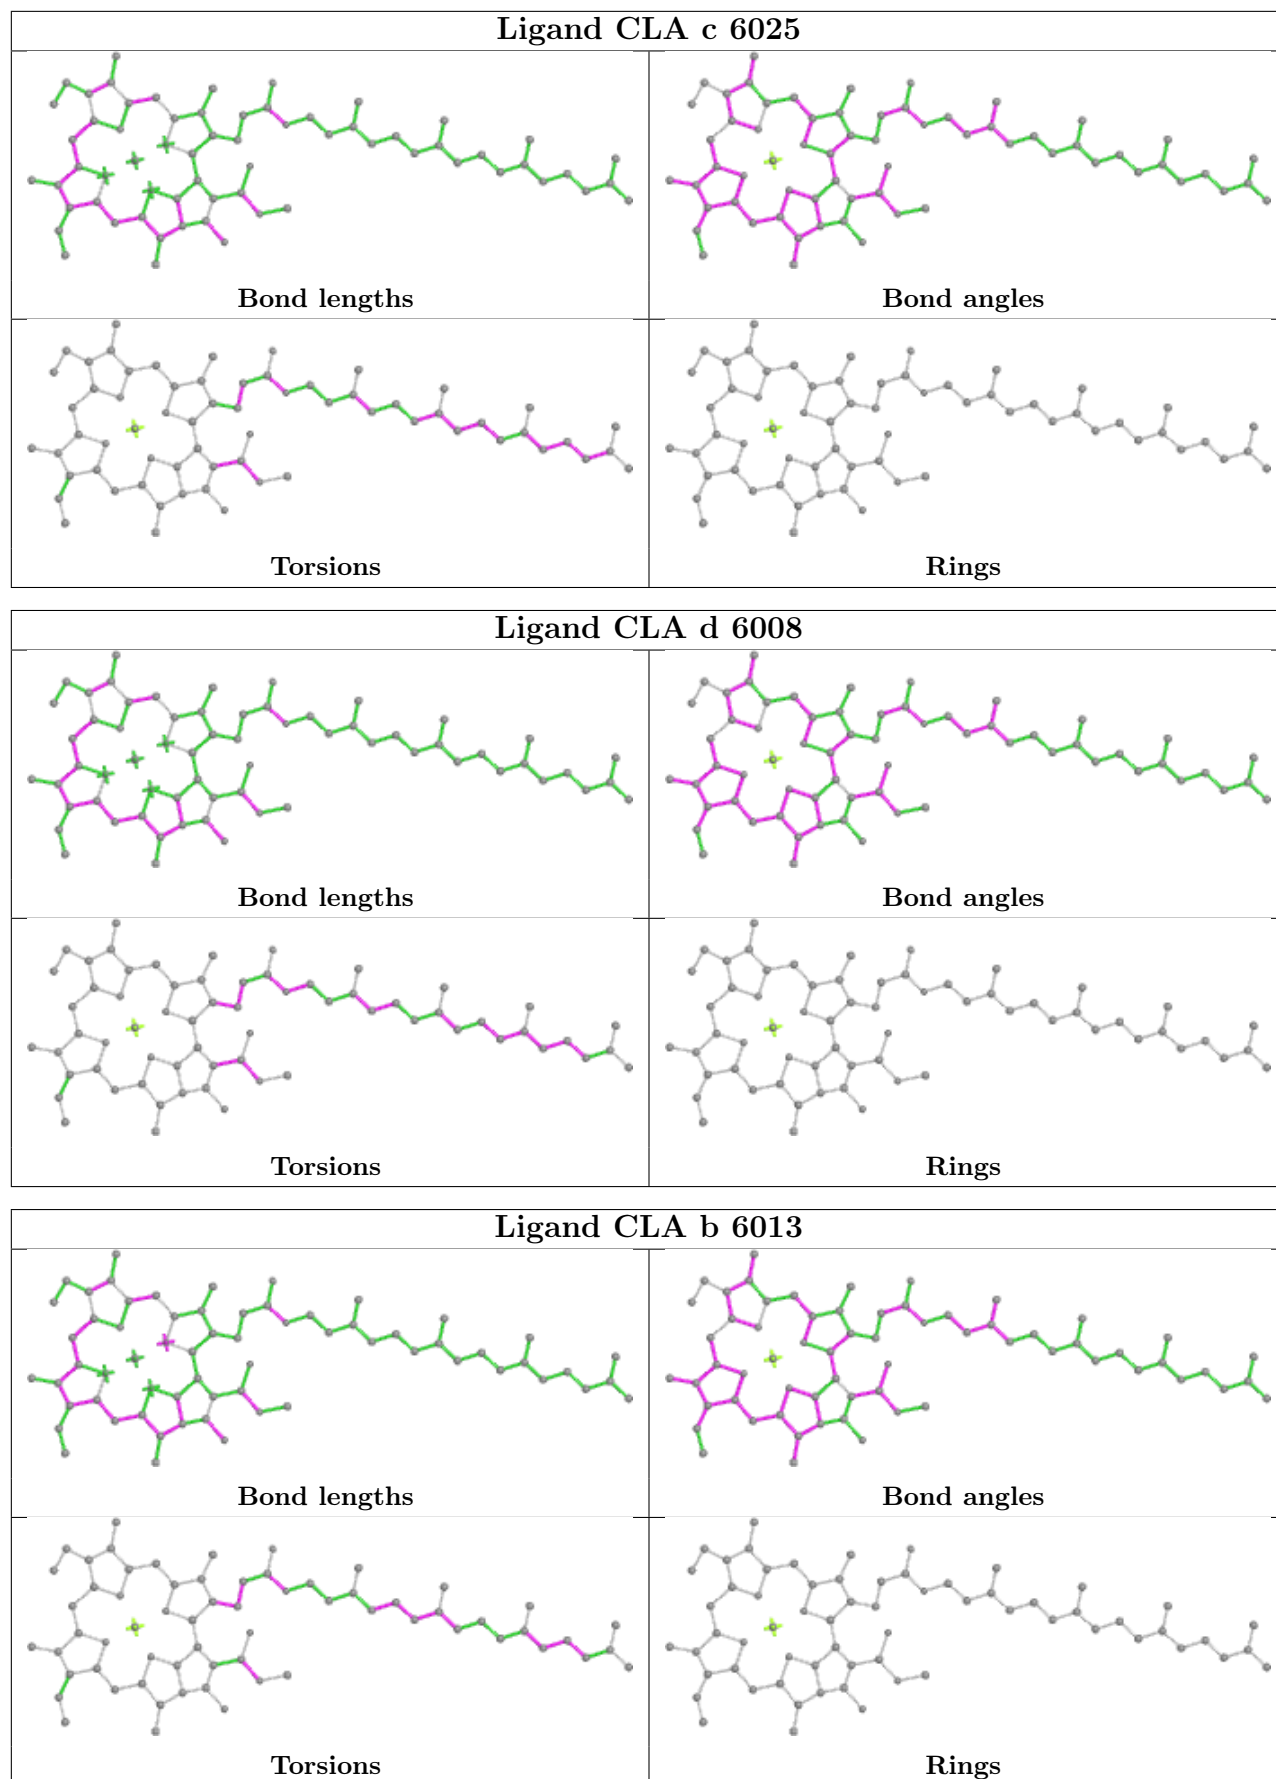 Ligand CLA c 6025
Bond lengths
Bond angles
Torsions
Rings
Ligand CLA d 6008
Bond lengths
Bond angles
Torsions
Rings
Ligand CLA b 6013
Bond lengths
Bond angles
Torsions
Rings